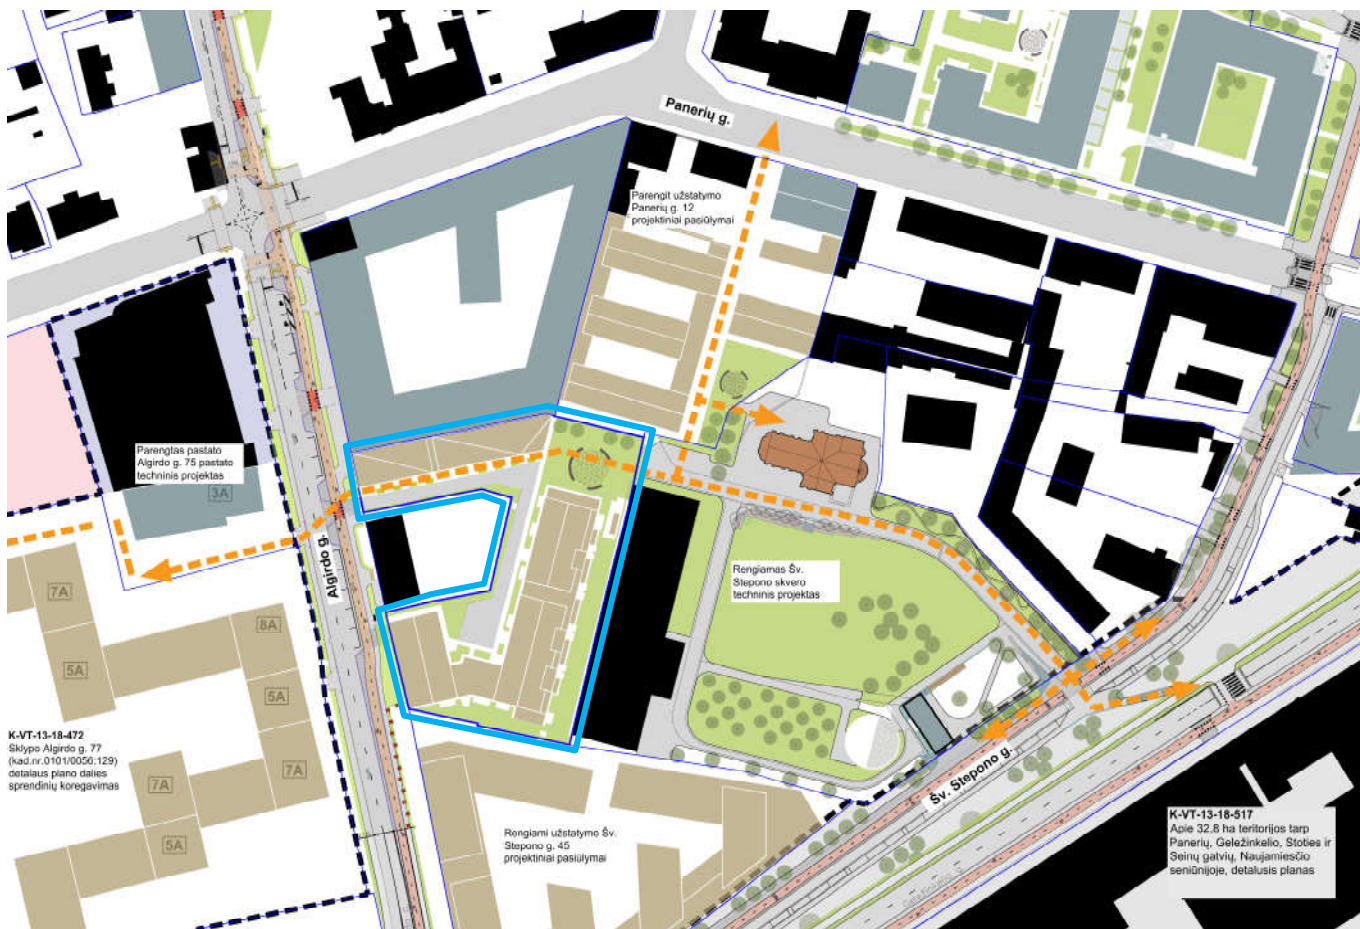 Panerių g.
Parengit užstatymo
Panerių g. 12
projektiniai pasiūlymai
Parengtas pastato
Algirdo g. 75 pastato
techninis projektas
3A
Algirdo g.
Rengiamas Šv.
Stepono skvero
techninis projektas
7A
8A
5A
5A
7A
7A
5A
K-VT-13-18-472
Sklypo Algirdo g. 77
(kad.nr.0101/0056:129)
detalaus plano dalies
sprendinių koregavimas
Šv. Stepono g.
Rengiami užstatymo Šv.
Stepono g. 45
projektiniai pasiūlymai
K-VT-13-18-517
Apie 32,8 ha teritorijos tarp
Panerių, Geležinkelio, Stoties ir
Seinų gatvių, Naujamiesčio
seniūnijoje, detalusis planas
Geležinkelio g.